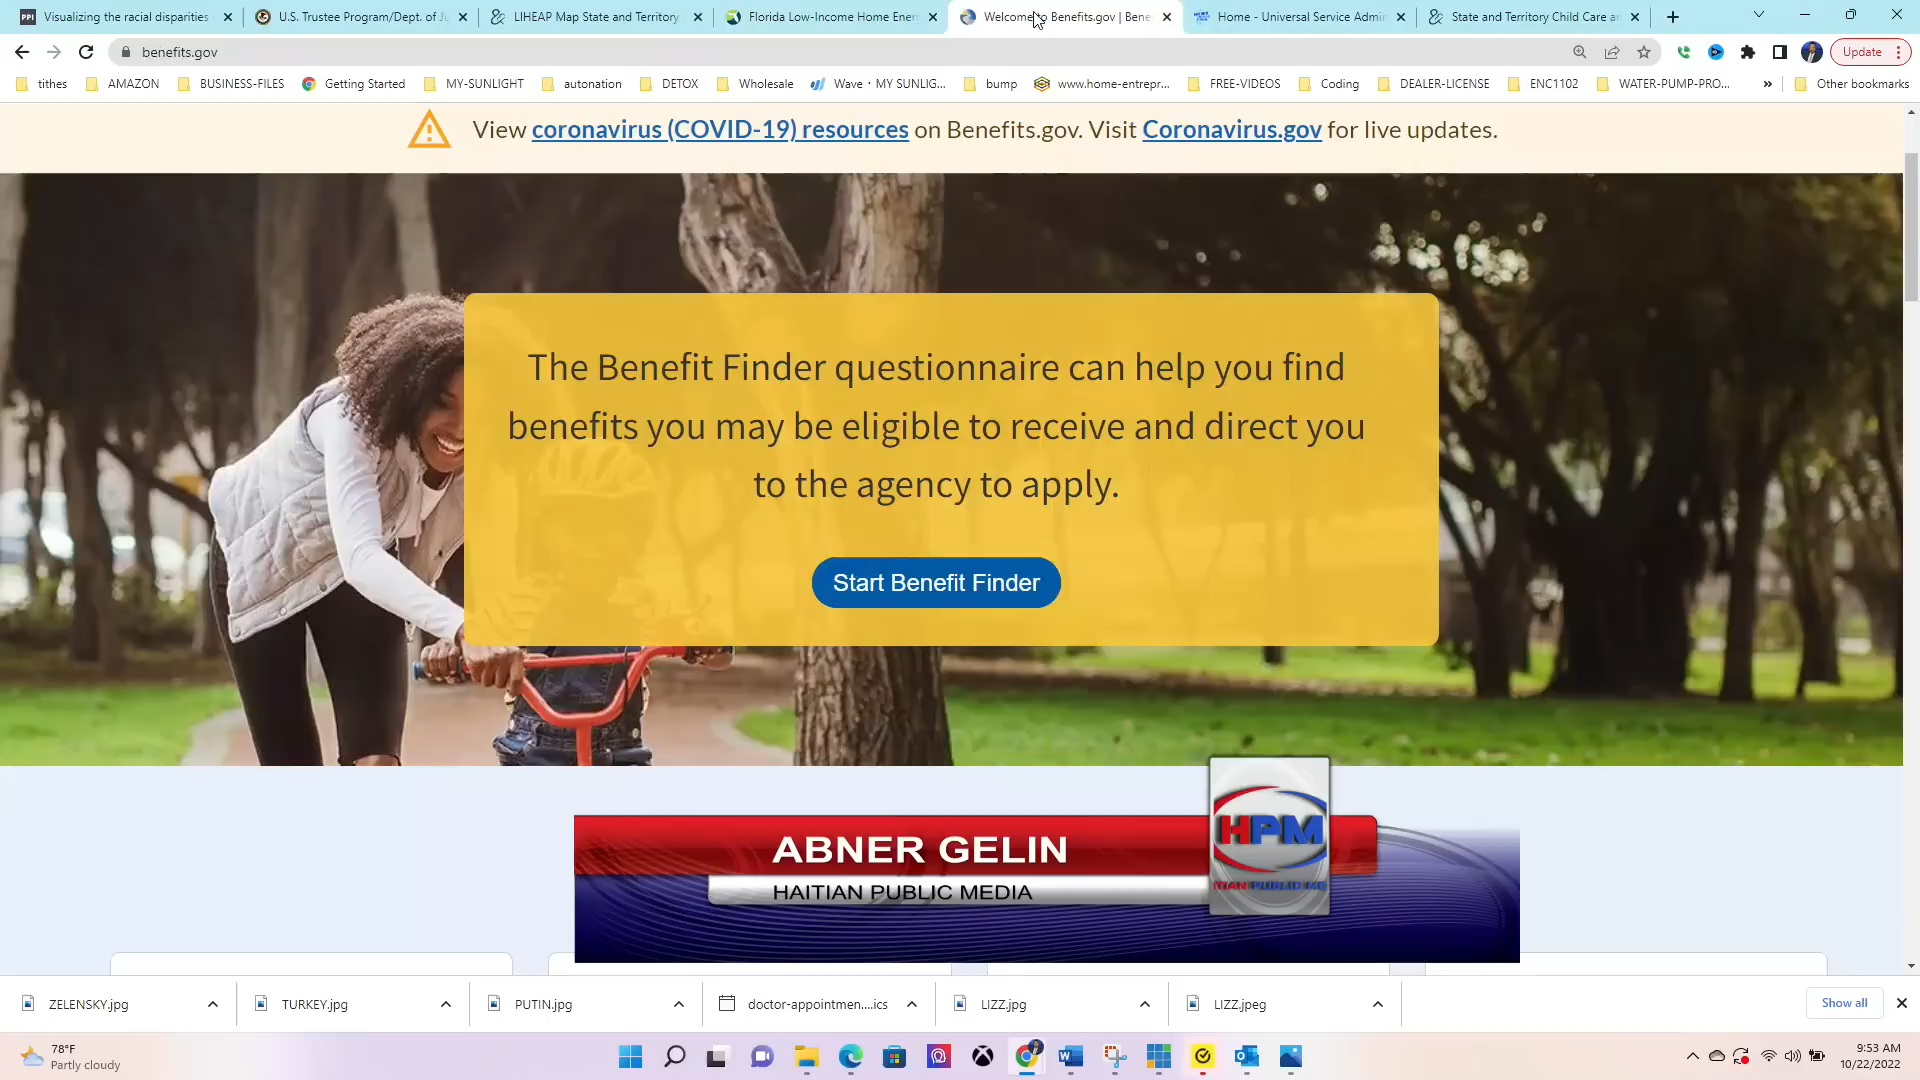 Visualizing the racial disparities
U.S. Trustee Program/Dept. of Ju
LIHEAP Map State and Territory
Florida Low-Income Home Ener
Welcome to Benefits.gov | Bene
Home - Universal Service Admin
State and Territory Child Care an
benefits.gov
Update
tithes
AMAZON
BUSINESS-FILES
Getting Started
MY-SUNLIGHT
autonation
DETOX
Wholesale
Wave · MY SUNLIG...
bump
www.home-entrepr...
FREE-VIDEOS
Coding
DEALER-LICENSE
ENC1102
WATER-PUMP-PRO...
»
Other bookmarks
View coronavirus (COVID-19) resources on Benefits.gov. Visit Coronavirus.gov for live updates.
The Benefit Finder questionnaire can help you find
benefits you may be eligible to receive and direct you
to the agency to apply.
Start Benefit Finder
ABNER GELIN
HAITIAN PUBLIC MEDIA
HPM
ZELENSKY.jpg
TURKEY.jpg
PUTIN.jpg
doctor-appointmen....ics
LIZZ.jpg
LIZZ.jpeg
Show all
78°F
Partly cloudy
9:53 AM
10/22/2022